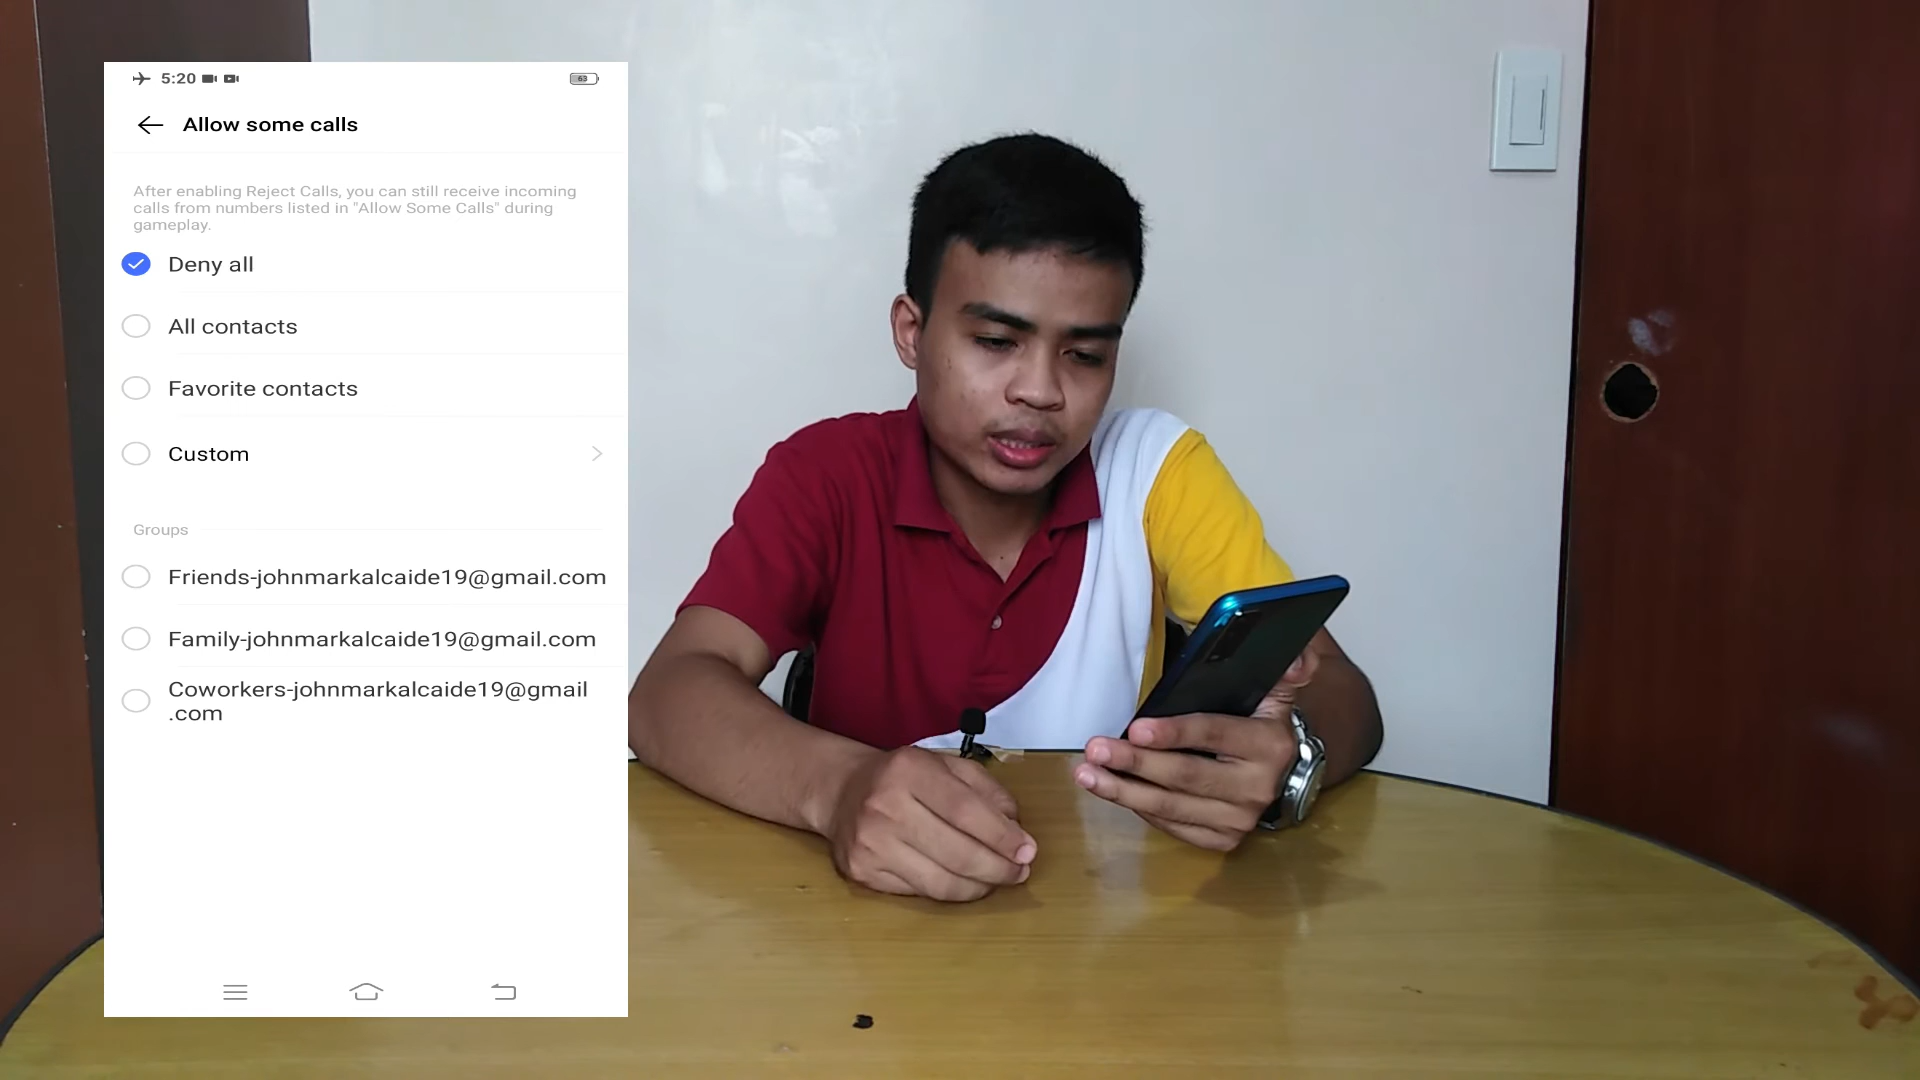 5:20
63
Allow some calls
After enabling Reject Calls, you can still receive incoming
calls from numbers listed in "Allow Some Calls" during
gameplay.
Deny all
All contacts
Favorite contacts
Custom
Groups
Friends-johnmarkalcaide19@gmail.com
Family-johnmarkalcaide19@gmail.com
Coworkers-johnmarkalcaide19@gmail
.com